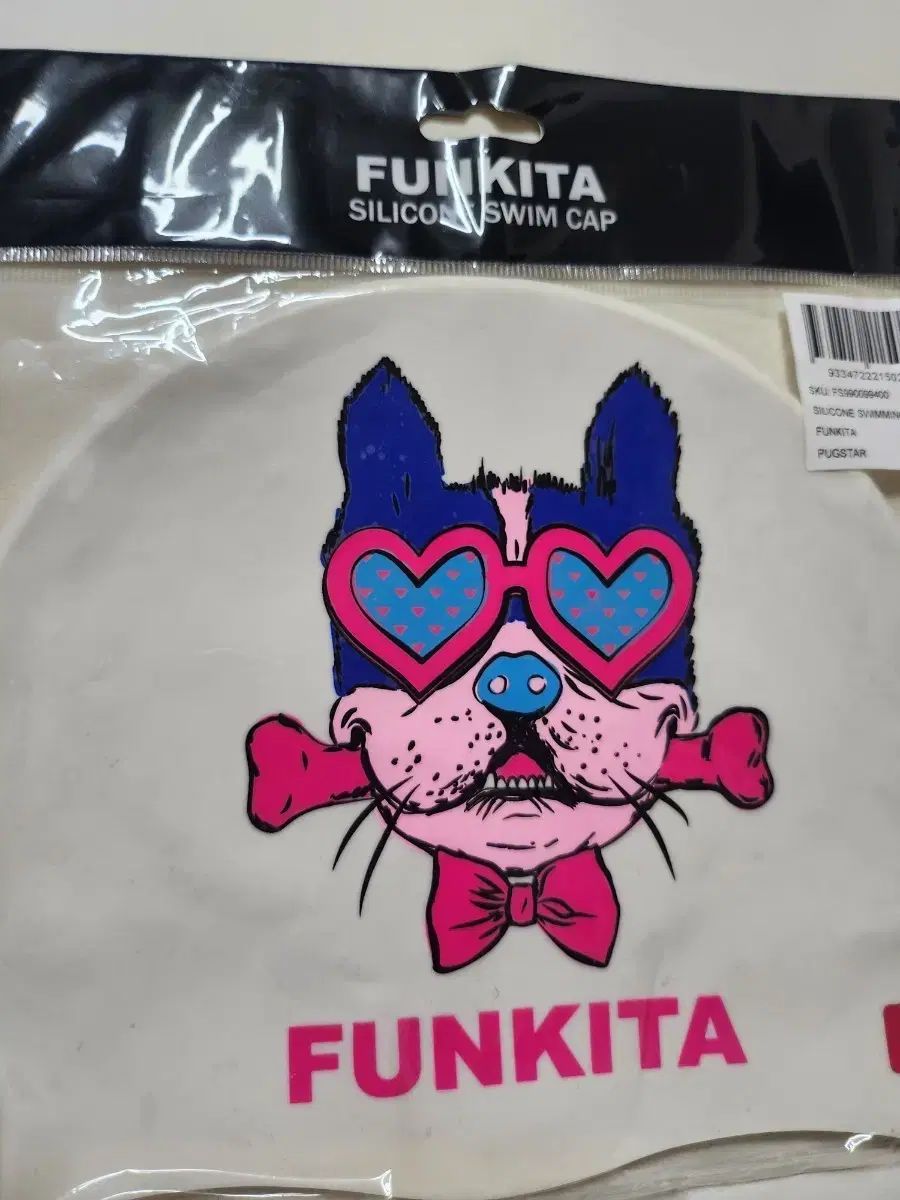 FUNKITA
SILICONE SWIM CAP
SKU: FS990099400
FUNKITA
PUGSTAR
FUNKITA